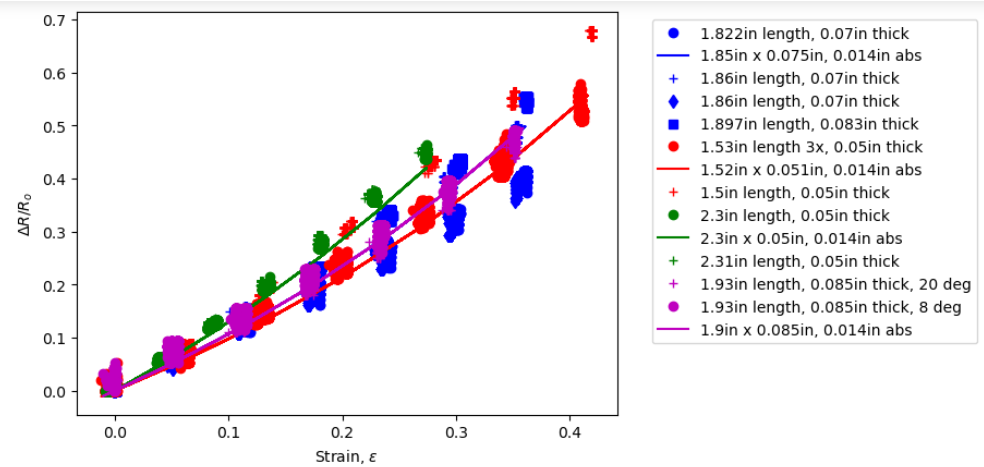 0.7
0.6
0.5
0.4
0.3
0.2
0.1
0.0
ΔR/R₀
0.0 0.1 0.2 0.3 0.4
Strain, ε
1.822in length, 0.07in thick
1.85in x 0.075in, 0.014in abs
1.86in length, 0.07in thick
1.86in length, 0.07in thick
1.897in length, 0.083in thick
1.53in length 3x, 0.05in thick
1.52in x 0.051in, 0.014in abs
1.5in length, 0.05in thick
2.3in length, 0.05in thick
2.3in x 0.05in, 0.014in abs
2.31in length, 0.05in thick
1.93in length, 0.085in thick, 20 deg
1.93in length, 0.085in thick, 8 deg
1.9in x 0.085in, 0.014in abs